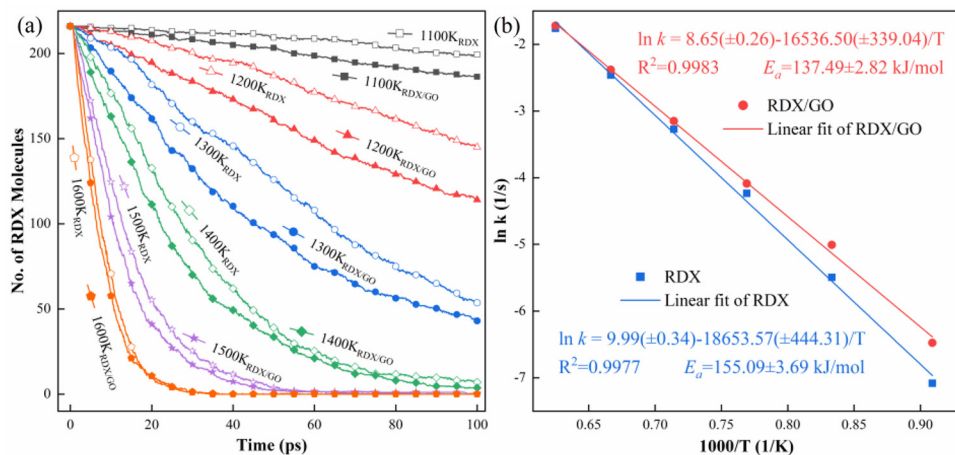 (a)
No. of RDX Molecules
200
150
100
50
0
0
20
40
60
80
100
Time (ps)
1100K_RDX
1100K_RDX/GO
1200K_RDX
1200K_RDX/GO
1300K_RDX
1300K_RDX/GO
1400K_RDX
1400K_RDX/GO
1500K_RDX
1500K_RDX/GO
1600K_RDX
1600K_RDX/GO
(b)
ln k (1/s)
-2
-3
-4
-5
-6
-7
ln k = 8.65(±0.26)-16536.50(±339.04)/T
R²=0.9983 Eₐ=137.49±2.82 kJ/mol
RDX/GO
Linear fit of RDX/GO
RDX
Linear fit of RDX
ln k = 9.99(±0.34)-18653.57(±444.31)/T
R²=0.9977 Eₐ=155.09±3.69 kJ/mol
0.65
0.70
0.75
0.80
0.85
0.90
1000/T (1/K)